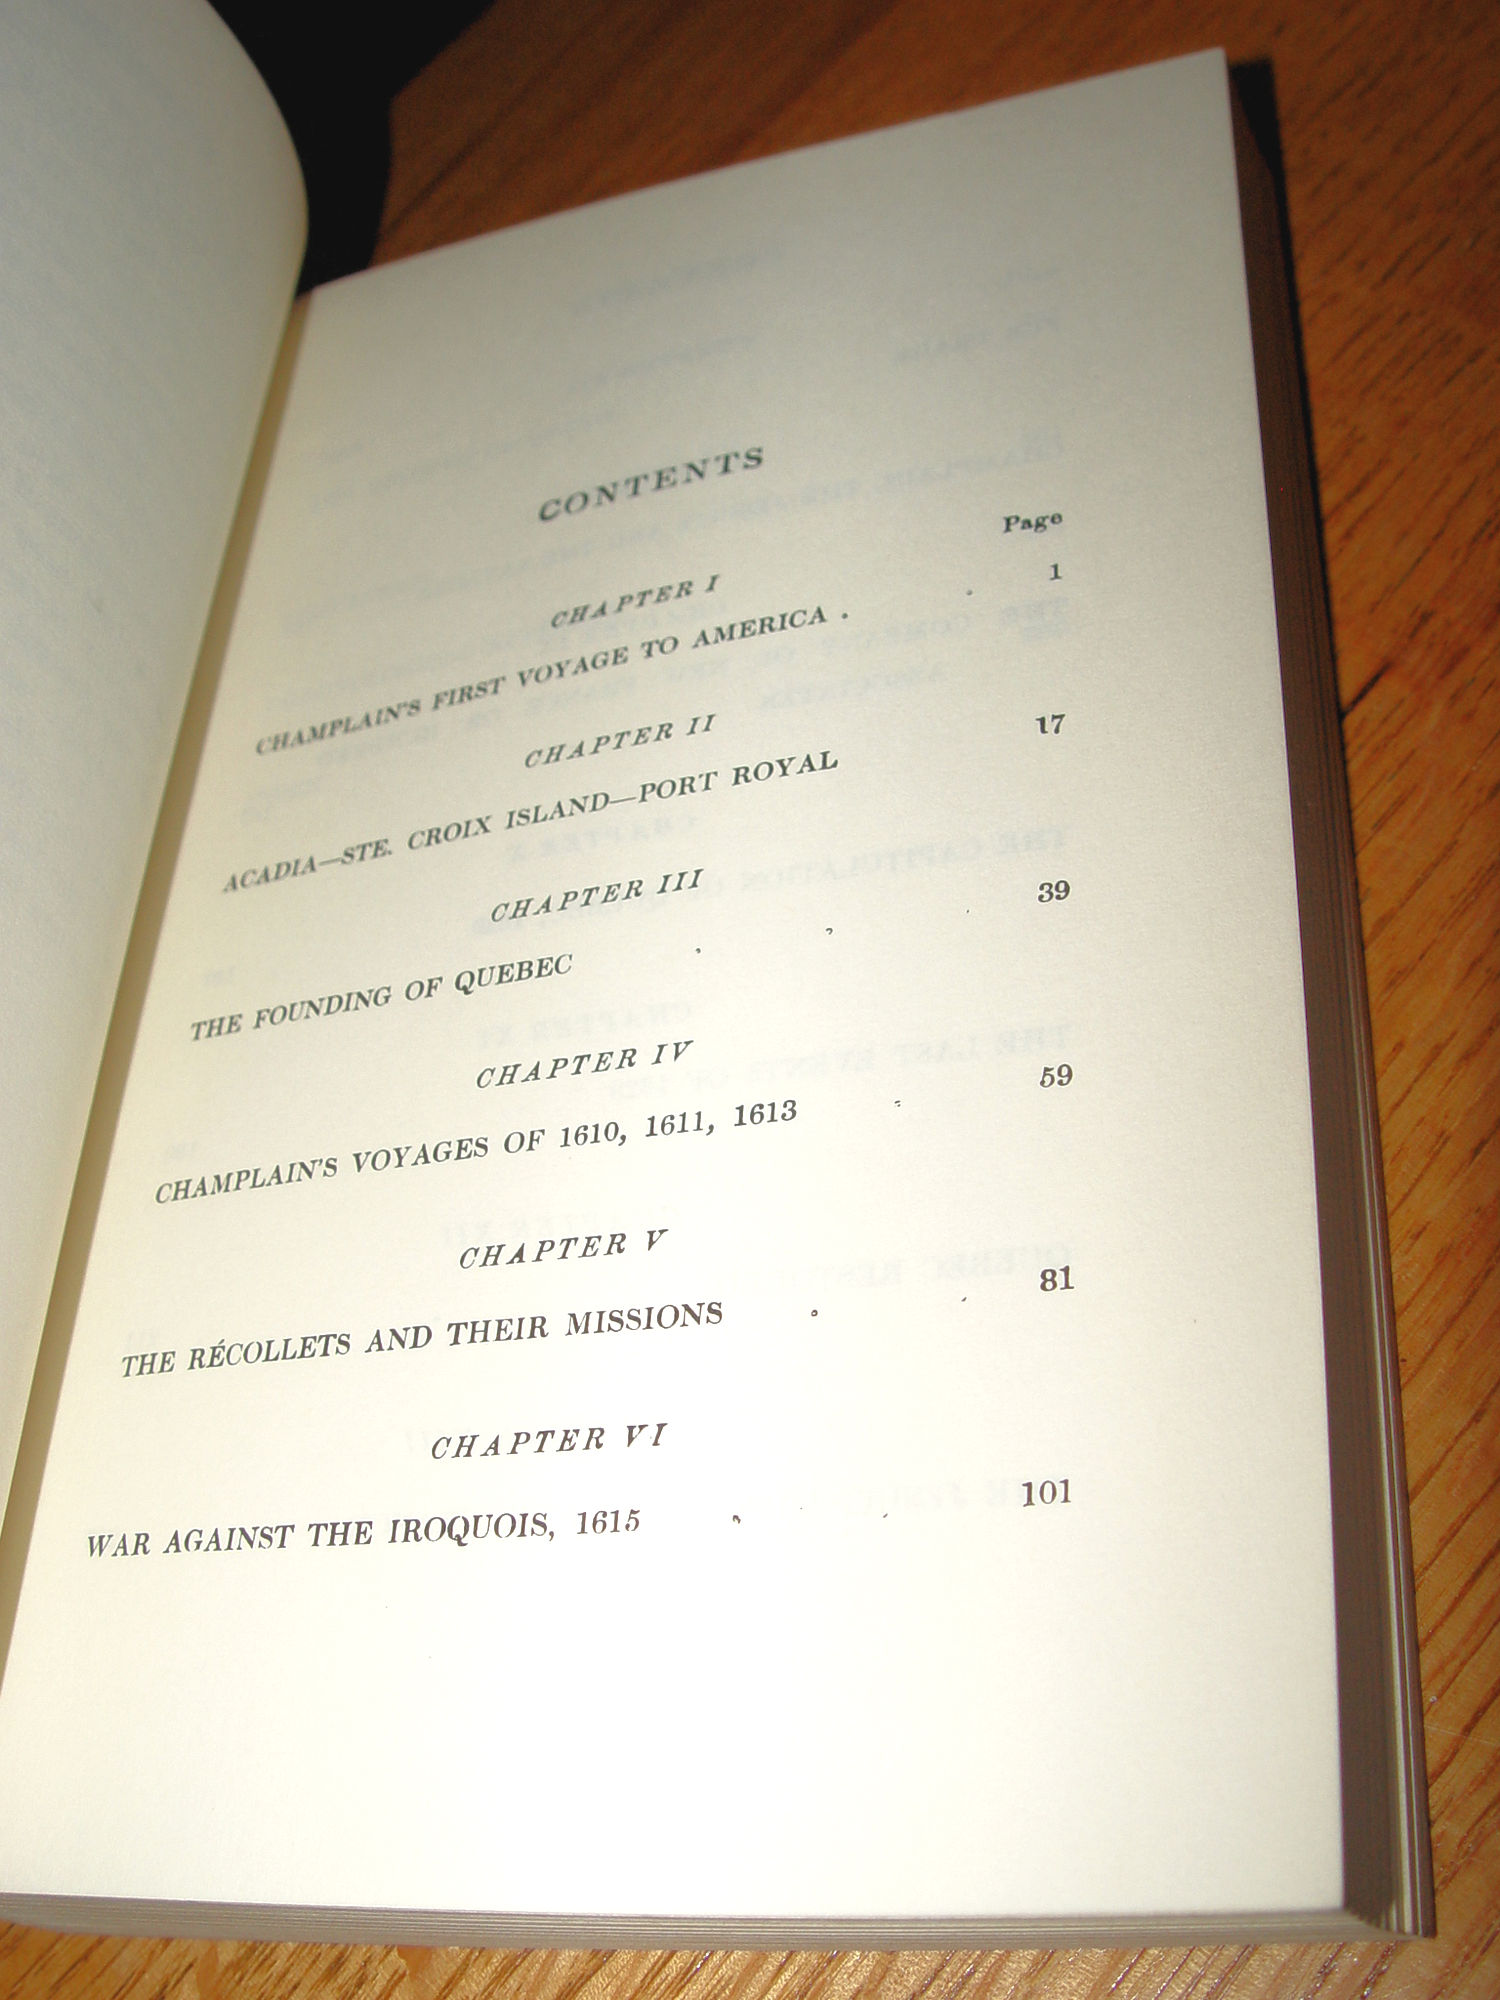 CONTENTS
Page
CHAPTER I
CHAMPLAIN'S FIRST VOYAGE TO AMERICA . . 1
CHAPTER II
ACADIA—STE. CROIX ISLAND—PORT ROYAL 17
CHAPTER III
THE FOUNDING OF QUEBEC . . . 39
CHAPTER IV
CHAMPLAIN'S VOYAGES OF 1610, 1611, 1613 . 59
CHAPTER V
THE RÉCOLLETS AND THEIR MISSIONS . . 81
CHAPTER VI
WAR AGAINST THE IROQUOIS, 1615 . . . 101